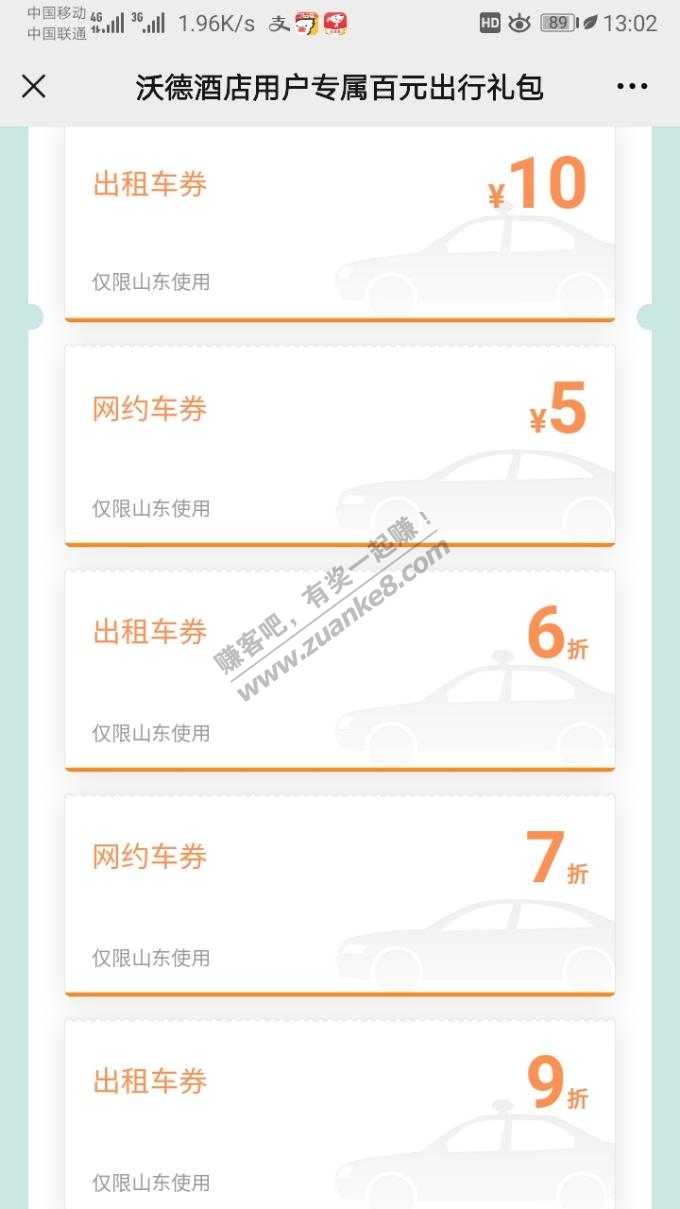 中国移动 4G 3G 1.96K/s 支 HD 89 13:02
中国联通
沃德酒店用户专属百元出行礼包
出租车券 ¥10
仅限山东使用
网约车券 ¥5
仅限山东使用
赚客吧，有奖一起赚！
www.zuanke8.com
出租车券 6折
仅限山东使用
网约车券 7折
仅限山东使用
出租车券 9折
仅限山东使用